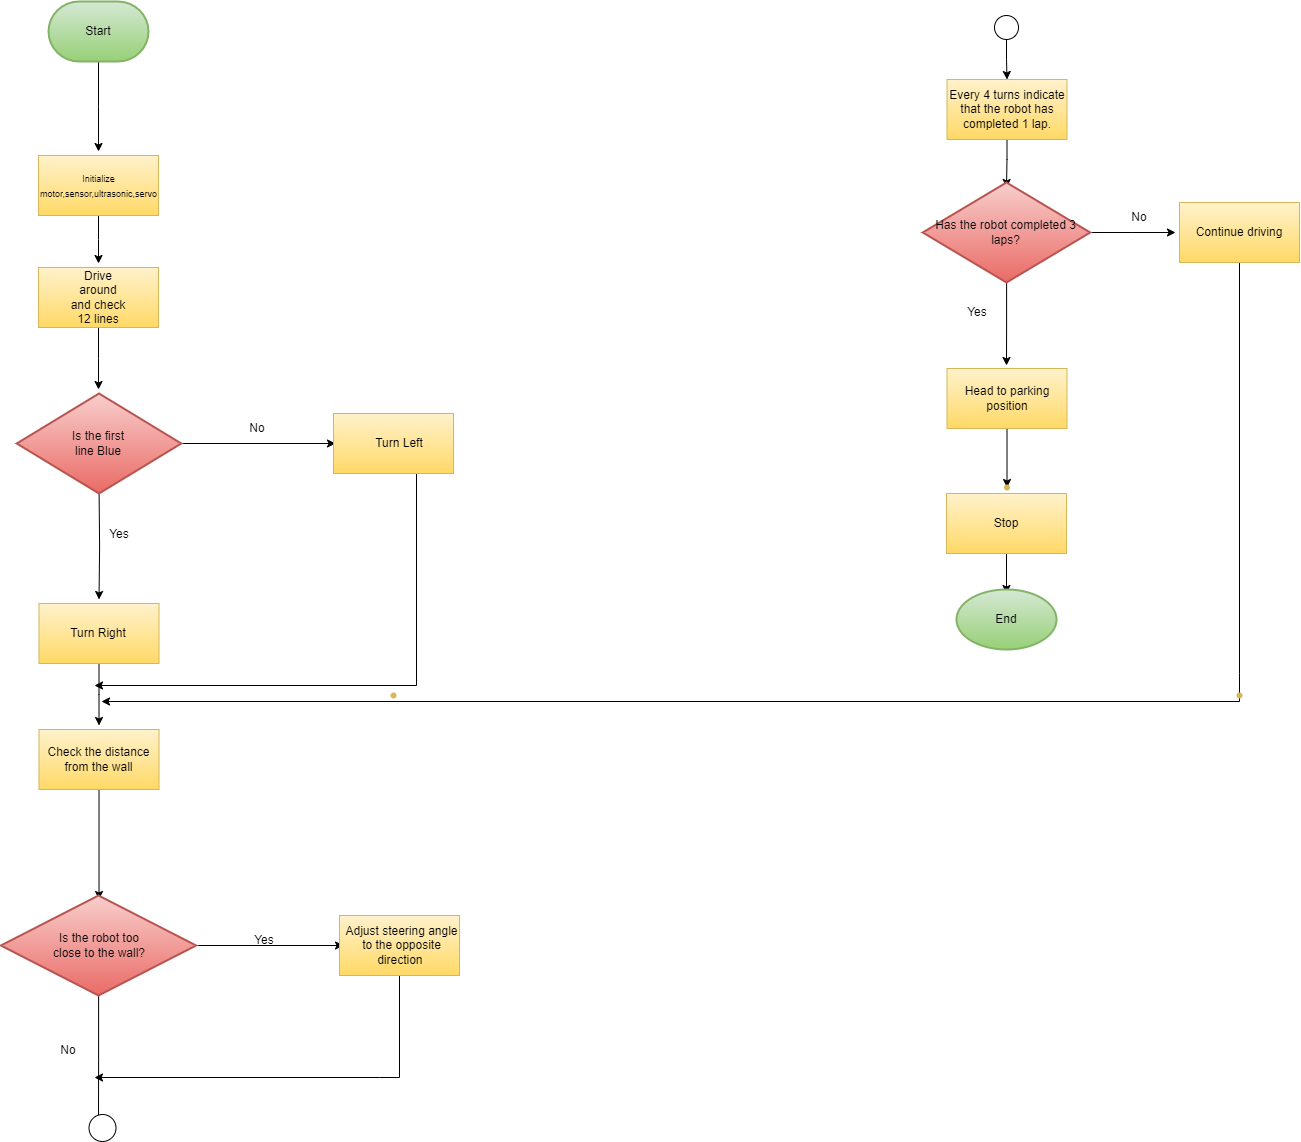 Start
Initialize
motor,sensor,ultrasonic,servo
Drive
around
and check
12 lines
Is the first
line Blue
No
Turn Left
Yes
Turn Right
Check the distance
from the wall
Is the robot too
close to the wall?
Yes
Adjust steering angle
to the opposite
direction
No
Every 4 turns indicate
that the robot has
completed 1 lap.
Has the robot completed 3
laps?
No
Continue driving
Yes
Head to parking
position
Stop
End